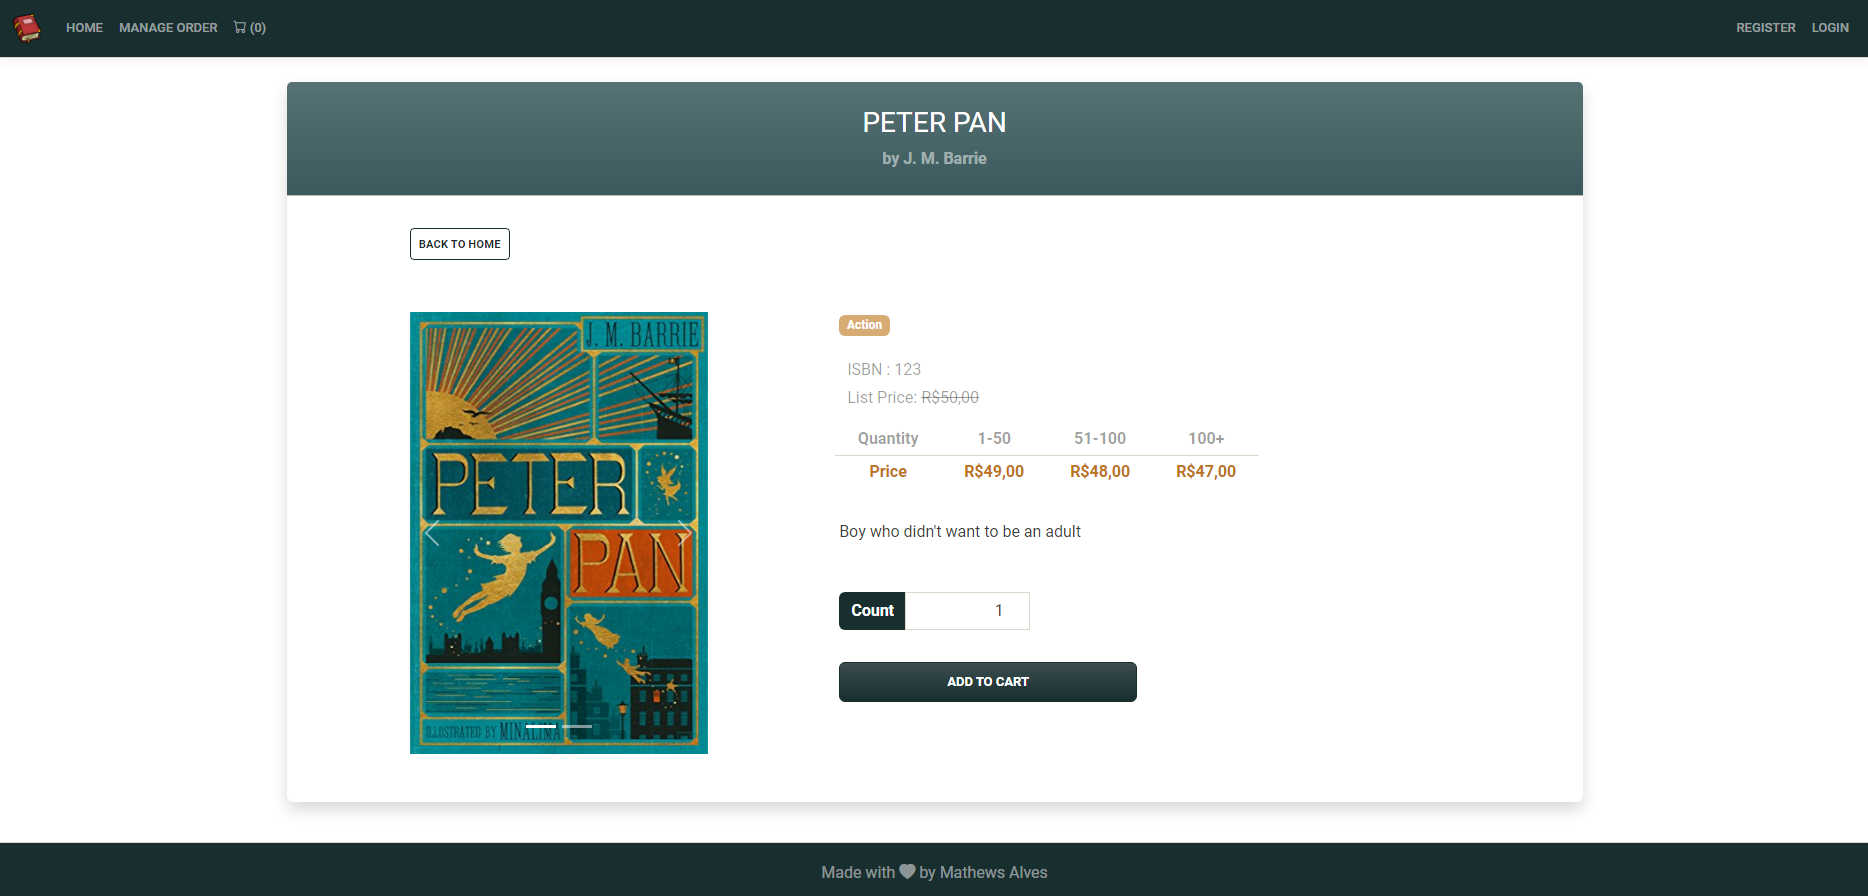 HOME MANAGE ORDER (0) REGISTER LOGIN
PETER PAN
by J. M. Barrie
BACK TO HOME
J. M. BARRIE
PETER
PAN
ILLUSTRATED BY MINALIMA
Action
ISBN : 123
List Price: R$50,00
Quantity 1-50 51-100 100+
Price R$49,00 R$48,00 R$47,00
Boy who didn't want to be an adult
Count 1
ADD TO CART
Made with by Mathews Alves